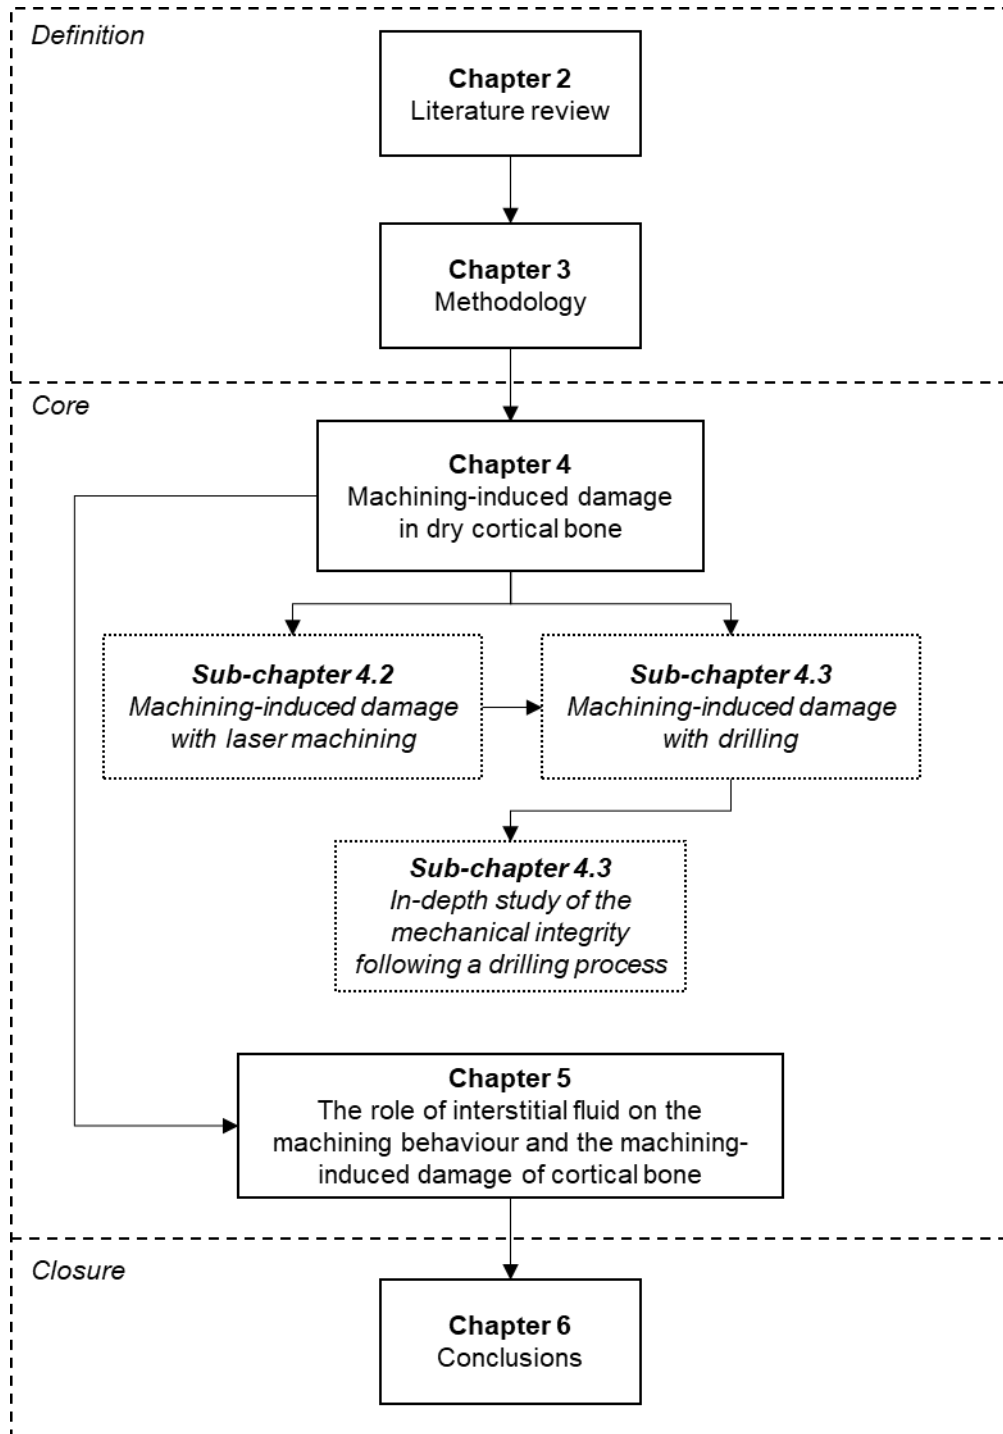 Definition
Chapter 2
Literature review
Chapter 3
Methodology
Core
Chapter 4
Machining-induced damage
in dry cortical bone
Sub-chapter 4.2
Machining-induced damage
with laser machining
Sub-chapter 4.3
Machining-induced damage
with drilling
Sub-chapter 4.3
In-depth study of the
mechanical integrity
following a drilling process
Chapter 5
The role of interstitial fluid on the
machining behaviour and the machining-
induced damage of cortical bone
Closure
Chapter 6
Conclusions